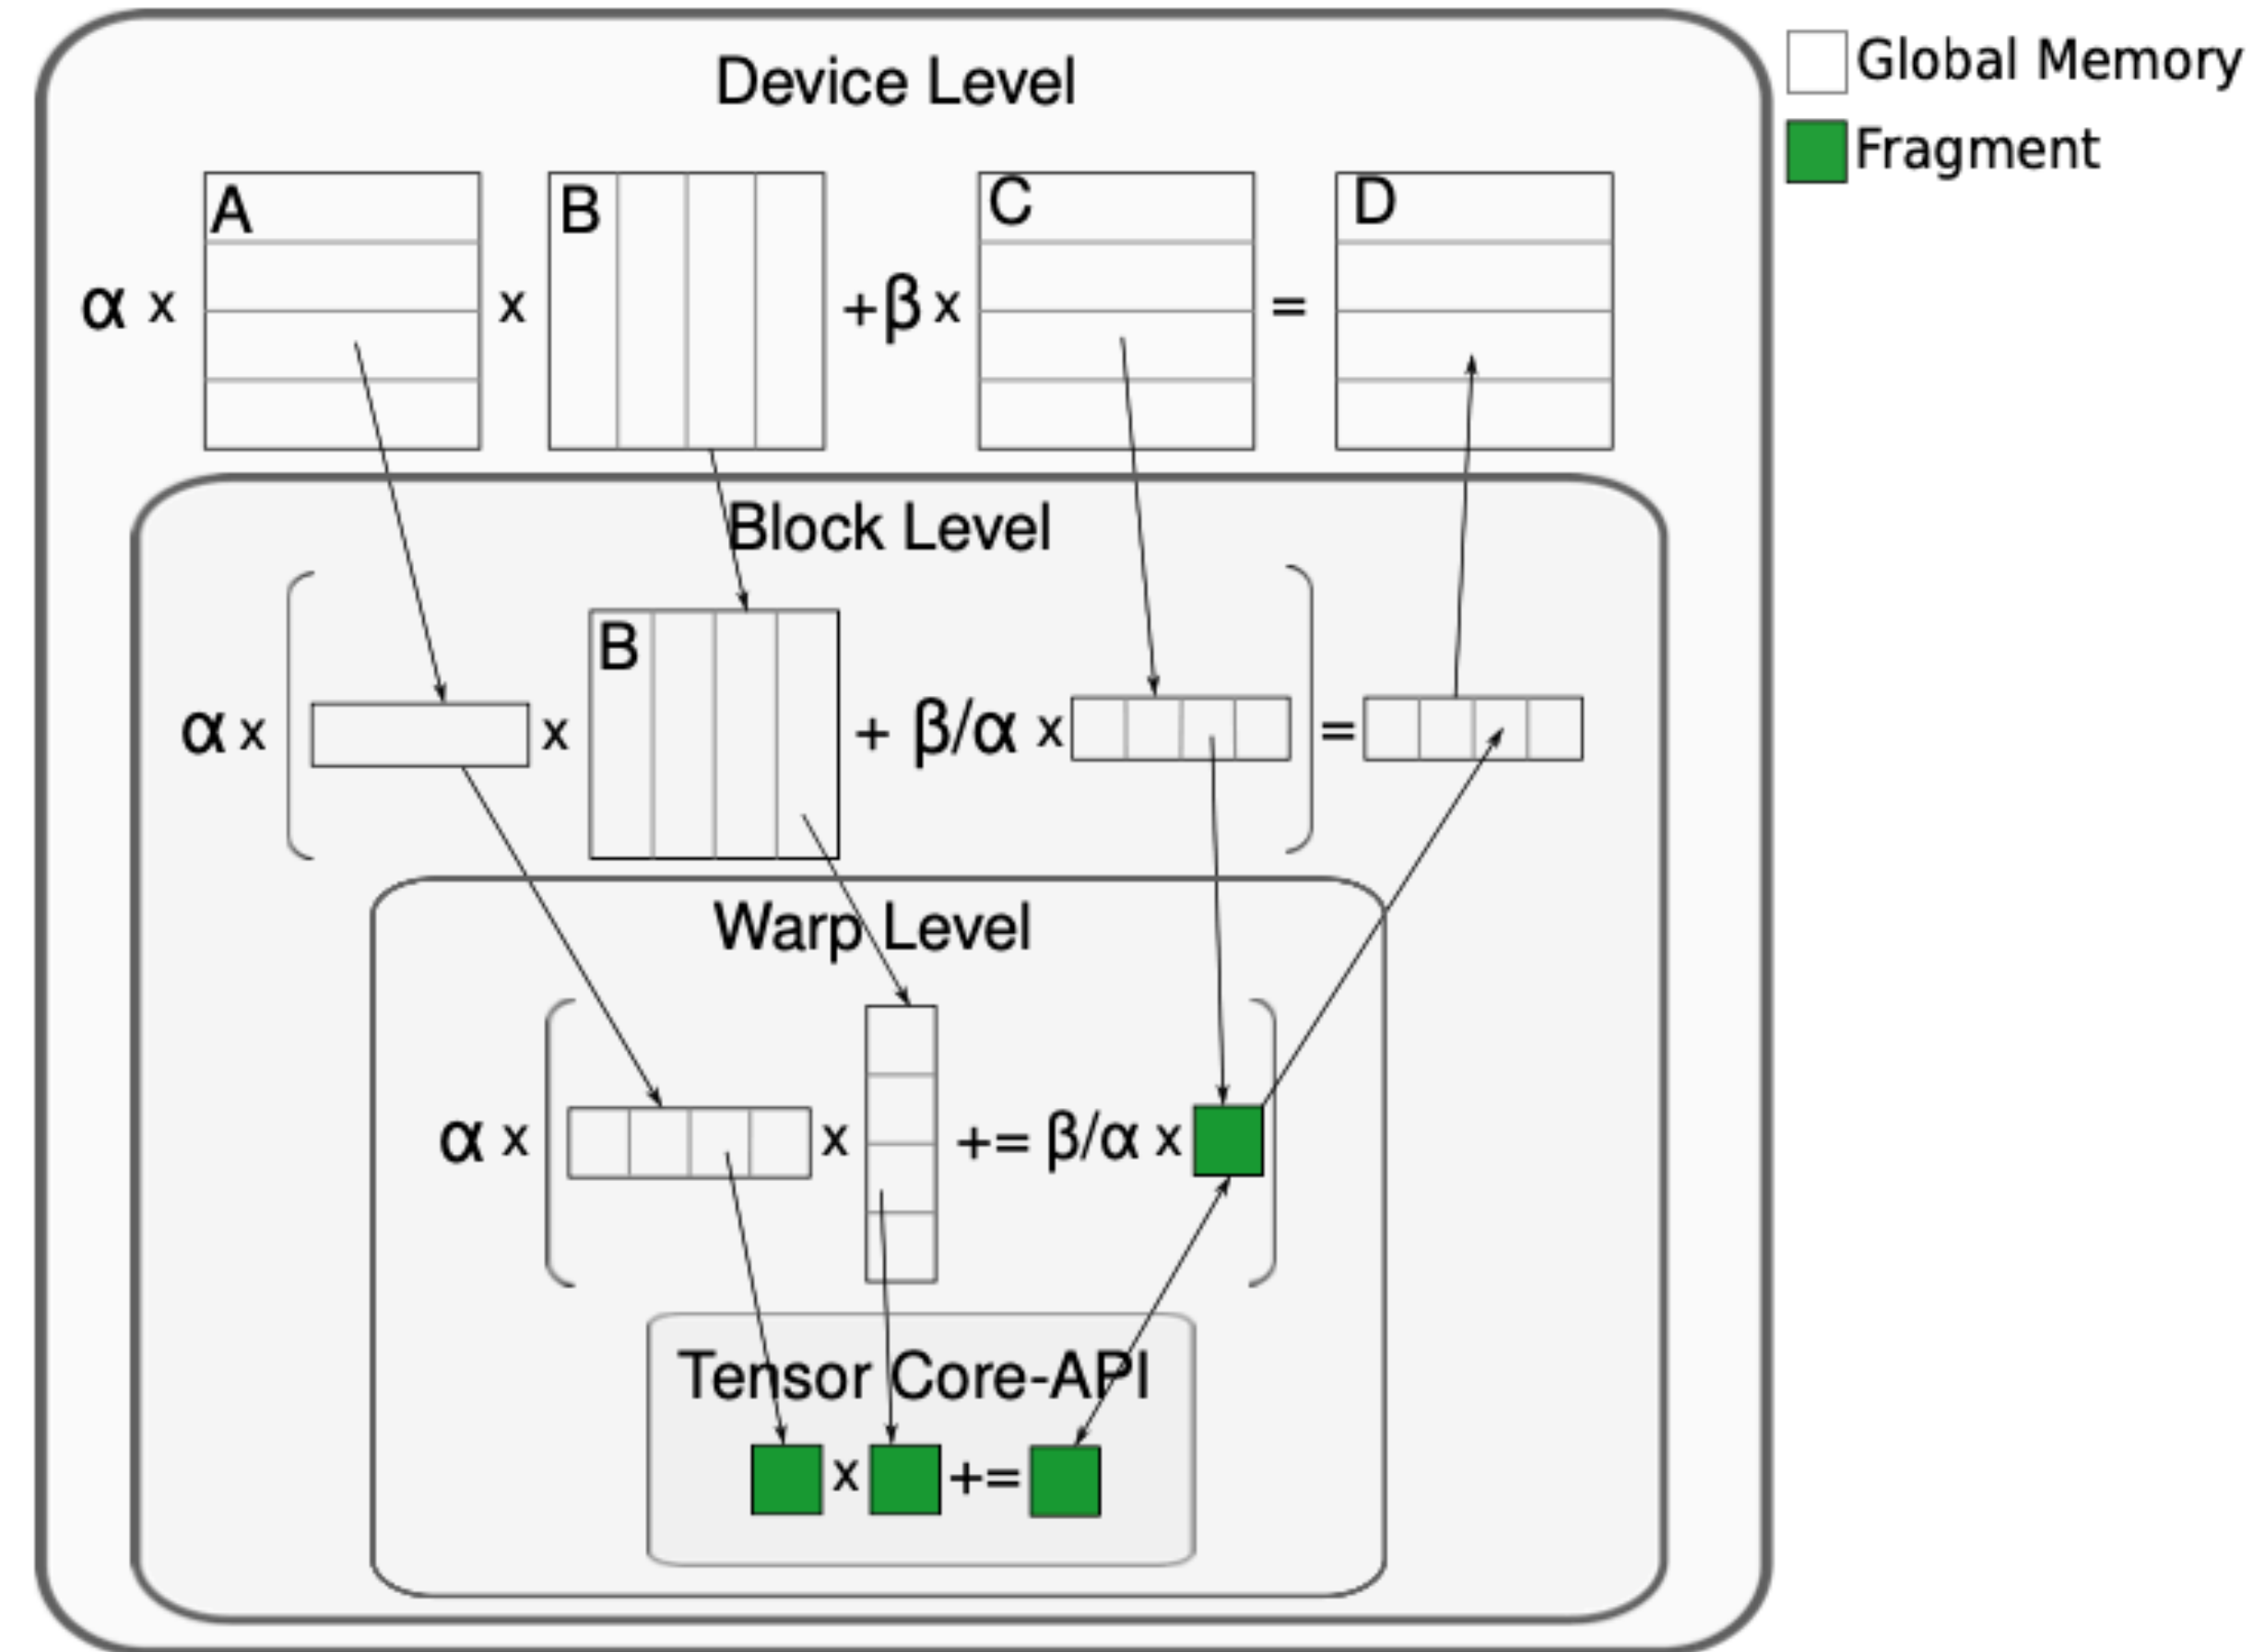 Device Level
Global Memory
Fragment
A B C D
α x x +β x =
Block Level
B
α x x + β/α x =
Warp Level
α x x += β/α x
Tensor Core-API
x +=